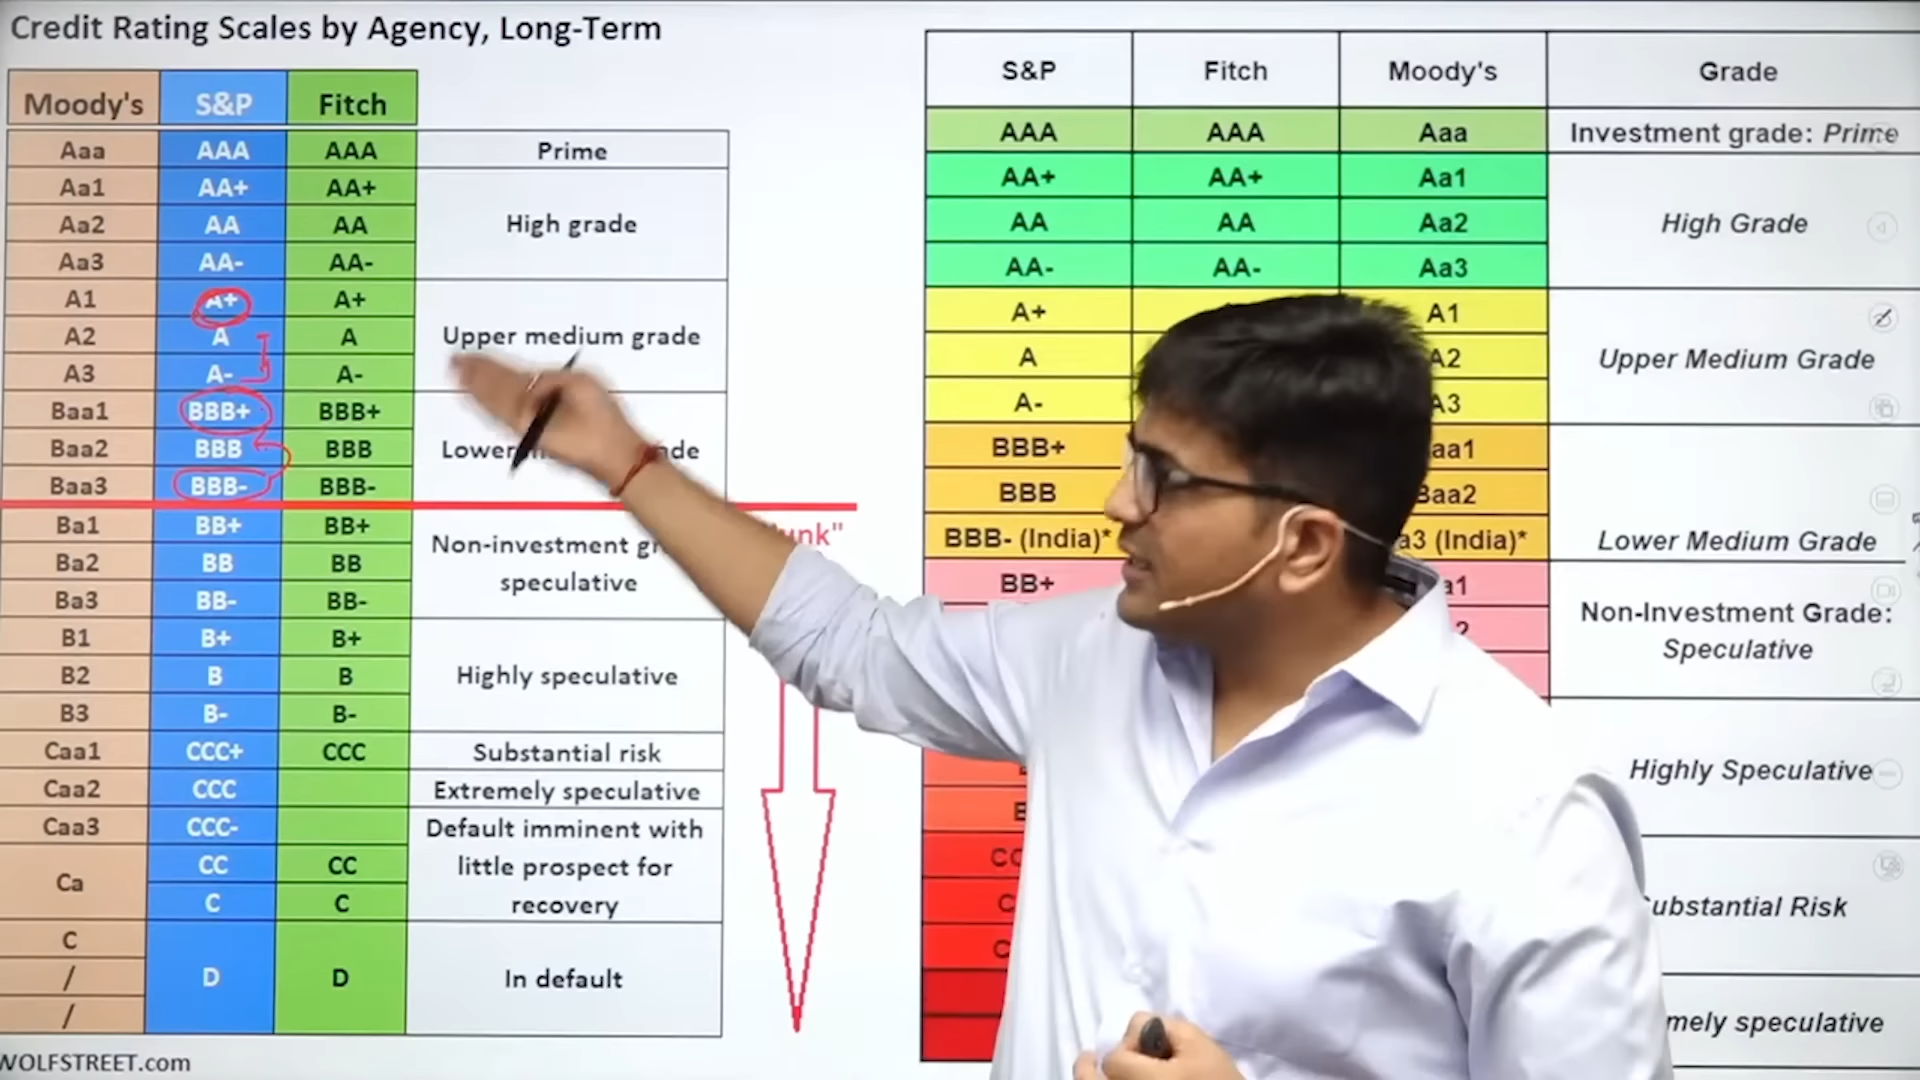 Credit Rating Scales by Agency, Long-Term
Moody's S&P Fitch
Aaa AAA AAA Prime
Aa1 AA+ AA+
Aa2 AA AA High grade
Aa3 AA- AA-
A1 A+ A+
A2 A A Upper medium grade
A3 A- A-
Baa1 BBB+ BBB+
Baa2 BBB BBB Lower
Baa3 BBB- BBB-
Ba1 BB+ BB+ Non-investment
Ba2 BB BB speculative
Ba3 BB- BB-
B1 B+ B+
B2 B B Highly speculative
B3 B- B-
Caa1 CCC+ CCC Substantial risk
Caa2 CCC Extremely speculative
Caa3 CCC- Default imminent with
little prospect for
recovery
Ca CC CC
C C
C
/ D D In default
/
WOLFSTREET.com
S&P Fitch Moody's Grade
AAA AAA Aaa Investment grade: Prime
AA+ AA+ Aa1
AA AA Aa2 High Grade
AA- AA- Aa3
A+ A1
A A2 Upper Medium Grade
A- A3
BBB+
BBB Baa2
BBB- (India)* (India)* Lower Medium Grade
BB+
Non-Investment Grade:
Speculative
Highly Speculative
Substantial Risk
speculative